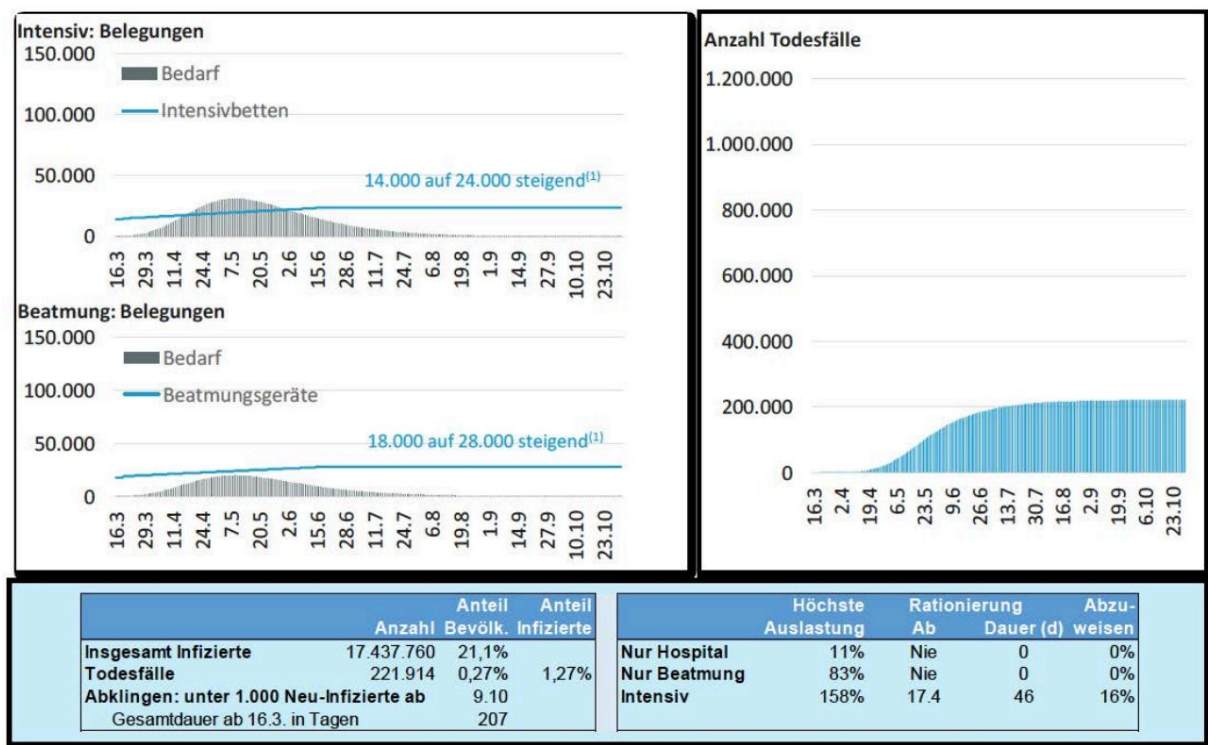 Intensiv: Belegungen
150.000
Bedarf
100.000
Intensivbetten
50.000
14.000 auf 24.000 steigend(1)
0
16.3 29.3 11.4 24.4 7.5 20.5 2.6 15.6 28.6 11.7 24.7 6.8 19.8 1.9 14.9 27.9 10.10 23.10
Beatmung: Belegungen
150.000
Bedarf
100.000
Beatmungsgeräte
50.000
18.000 auf 28.000 steigend(1)
0
16.3 29.3 11.4 24.4 7.5 20.5 2.6 15.6 28.6 11.7 24.7 6.8 19.8 1.9 14.9 27.9 10.10 23.10
Anzahl Todesfälle
1.200.000
1.000.000
800.000
600.000
400.000
200.000
0
16.3 2.4 19.4 6.5 23.5 9.6 26.6 13.7 30.7 16.8 2.9 19.9 6.10 23.10
Anteil Anteil
Anzahl Bevölk. Infizierte
Insgesamt Infizierte 17.437.760 21,1%
Todesfälle 221.914 0,27% 1,27%
Abklingen: unter 1.000 Neu-Infizierte ab 9.10
Gesamtdauer ab 16.3. in Tagen 207
Höchste Rationierung Abzu-
Auslastung Ab Dauer (d) weisen
Nur Hospital 11% Nie 0 0%
Nur Beatmung 83% Nie 0 0%
Intensiv 158% 17.4 46 16%